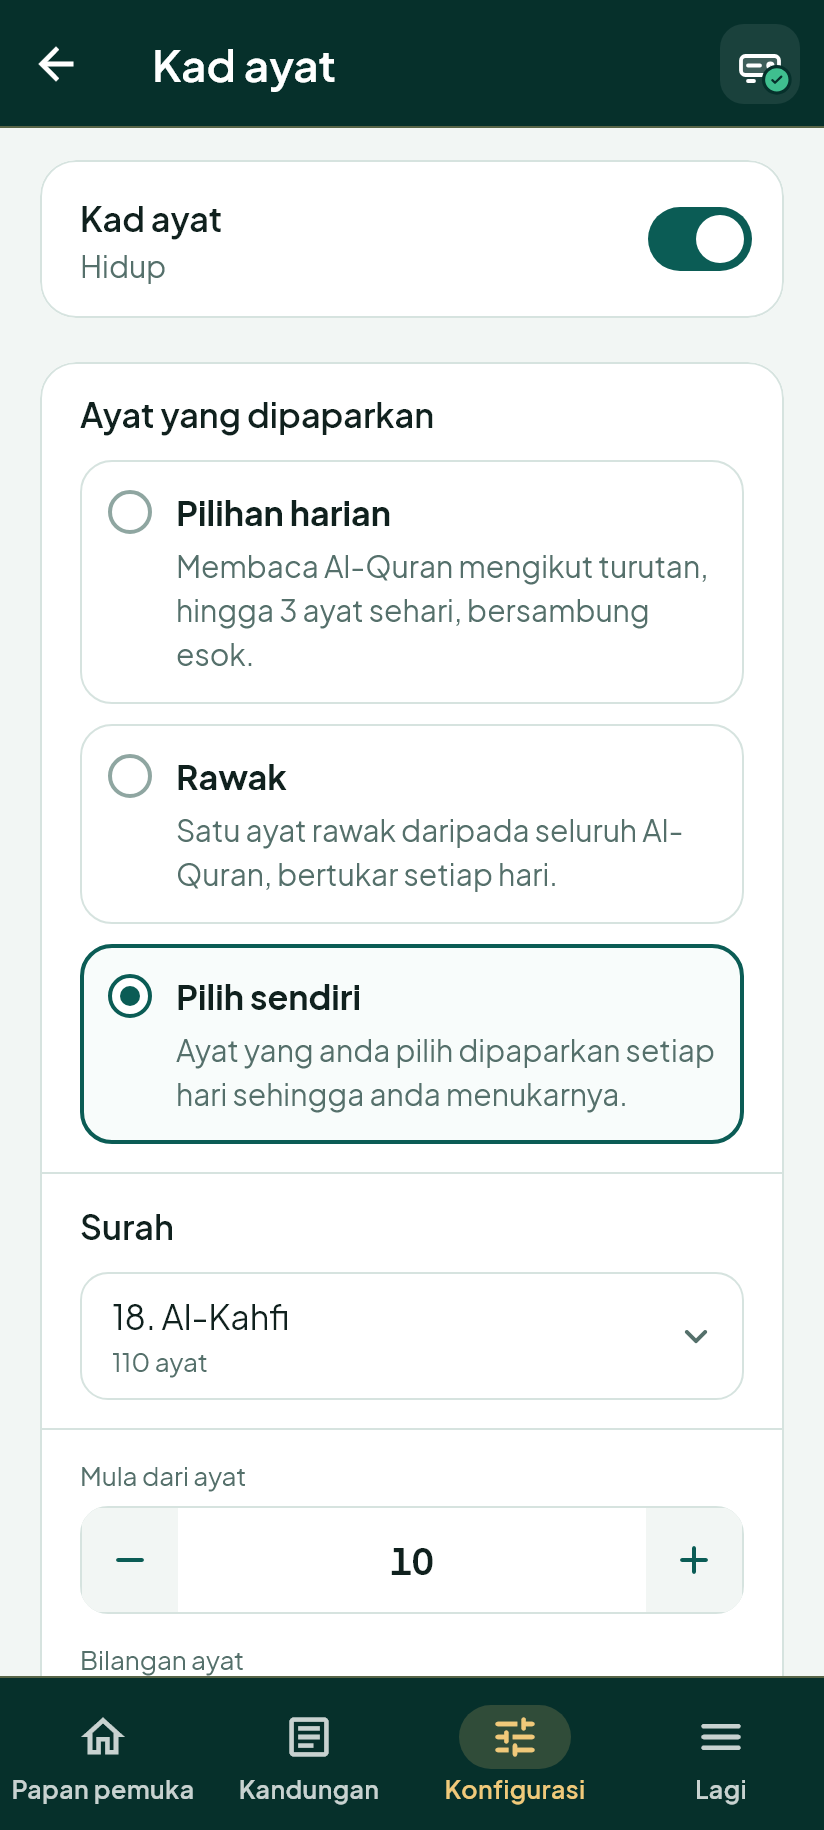 Kad ayat
Kad ayat
Hidup
Ayat yang dipaparkan
Pilihan harian
Membaca Al-Quran mengikut turutan,
hingga 3 ayat sehari, bersambung
esok.
Rawak
Satu ayat rawak daripada seluruh Al-
Quran, bertukar setiap hari.
Pilih sendiri
Ayat yang anda pilih dipaparkan setiap
hari sehingga anda menukarnya.
Surah
18. Al-Kahfi
110 ayat
Mula dari ayat
10
Bilangan ayat
Papan pemuka
Kandungan
Konfigurasi
Lagi